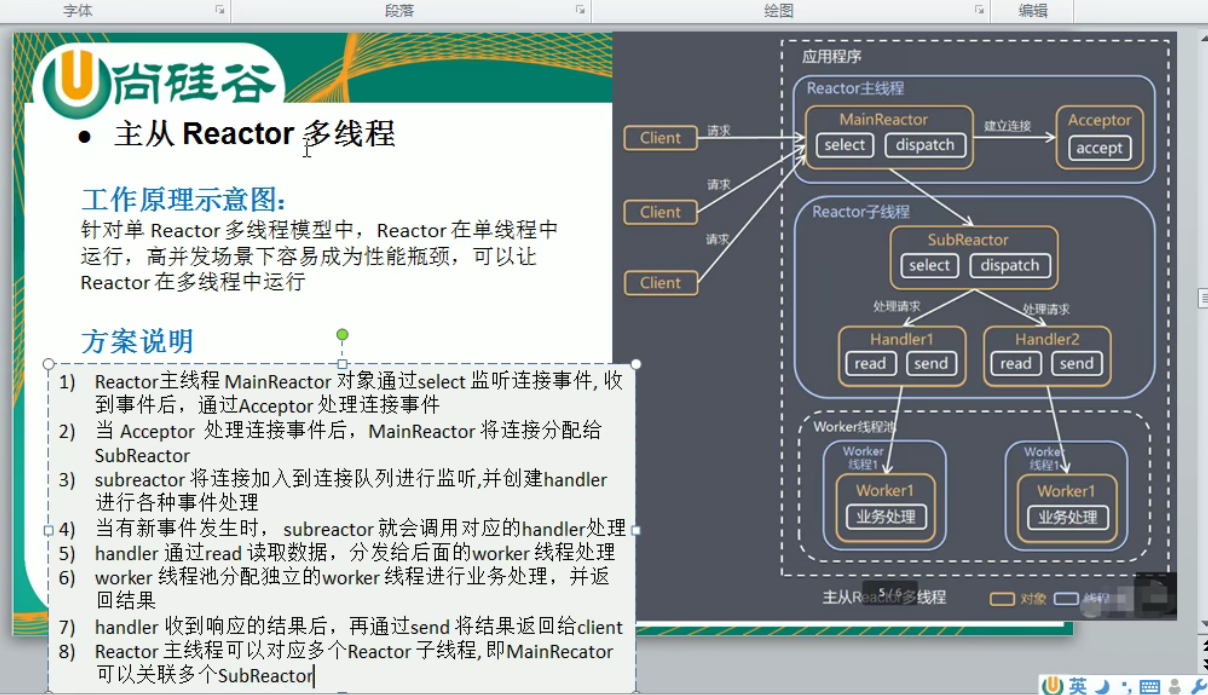 字体
段落
绘图
编辑
尚硅谷
● 主从 Reactor 多线程
工作原理示意图:
针对单 Reactor 多线程模型中，Reactor 在单线程中
运行，高并发场景下容易成为性能瓶颈，可以让
Reactor 在多线程中运行
方案说明
1) Reactor主线程 MainReactor 对象通过select 监听连接事件, 收
到事件后，通过Acceptor 处理连接事件
2) 当 Acceptor 处理连接事件后，MainReactor 将连接分配给
SubReactor
3) subreactor 将连接加入到连接队列进行监听,并创建handler
进行各种事件处理
4) 当有新事件发生时， subreactor 就会调用对应的handler处理
5) handler 通过read 读取数据，分发给后面的worker 线程处理
6) worker 线程池分配独立的worker 线程进行业务处理，并返
回结果
7) handler 收到响应的结果后，再通过send 将结果返回给client
8) Reactor 主线程可以对应多个Reactor 子线程, 即MainRecator
可以关联多个SubReactor
应用程序
Reactor主线程
Client
请求
MainReactor
select
dispatch
建立连接
Acceptor
accept
Client
请求
Client
请求
Reactor子线程
SubReactor
select
dispatch
处理请求
处理请求
Handler1
read
send
Handler2
read
send
Worker线程池
Worker
线程1
Worker1
业务处理
Worker
线程1
Worker1
业务处理
5 / 6
主从Reactor多线程
对象
线程
英